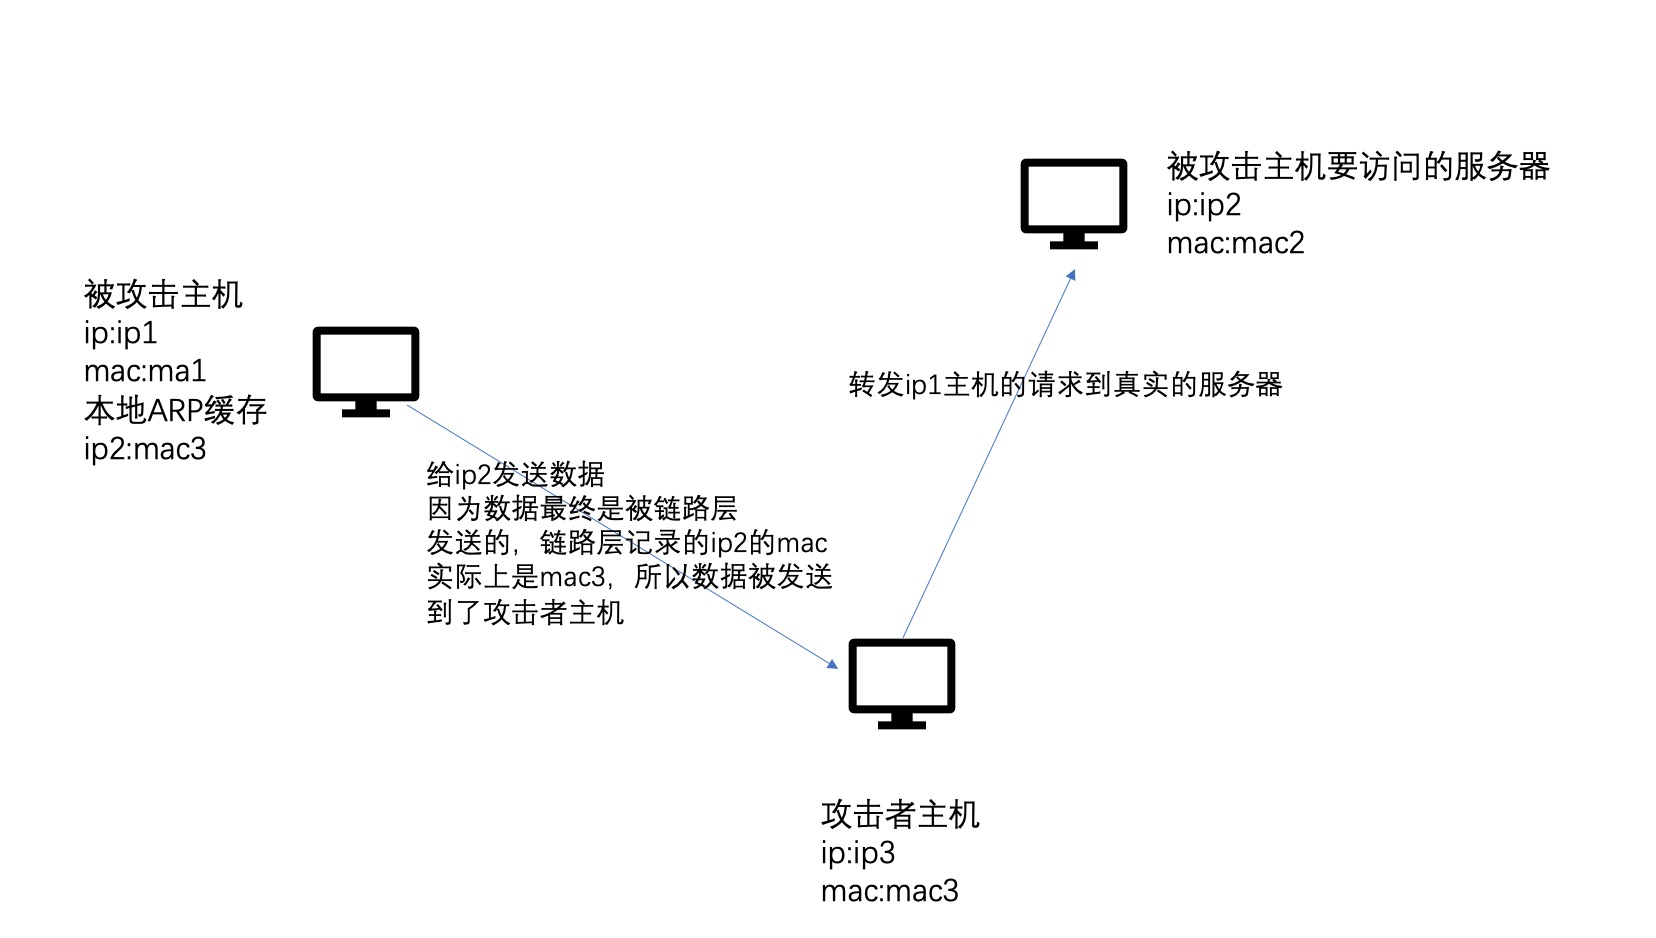 被攻击主机要访问的服务器
ip:ip2
mac:mac2
被攻击主机
ip:ip1
mac:ma1
本地ARP缓存
ip2:mac3
转发ip1主机的请求到真实的服务器
给ip2发送数据
因为数据最终是被链路层
发送的，链路层记录的ip2的mac
实际上是mac3，所以数据被发送
到了攻击者主机
攻击者主机
ip:ip3
mac:mac3